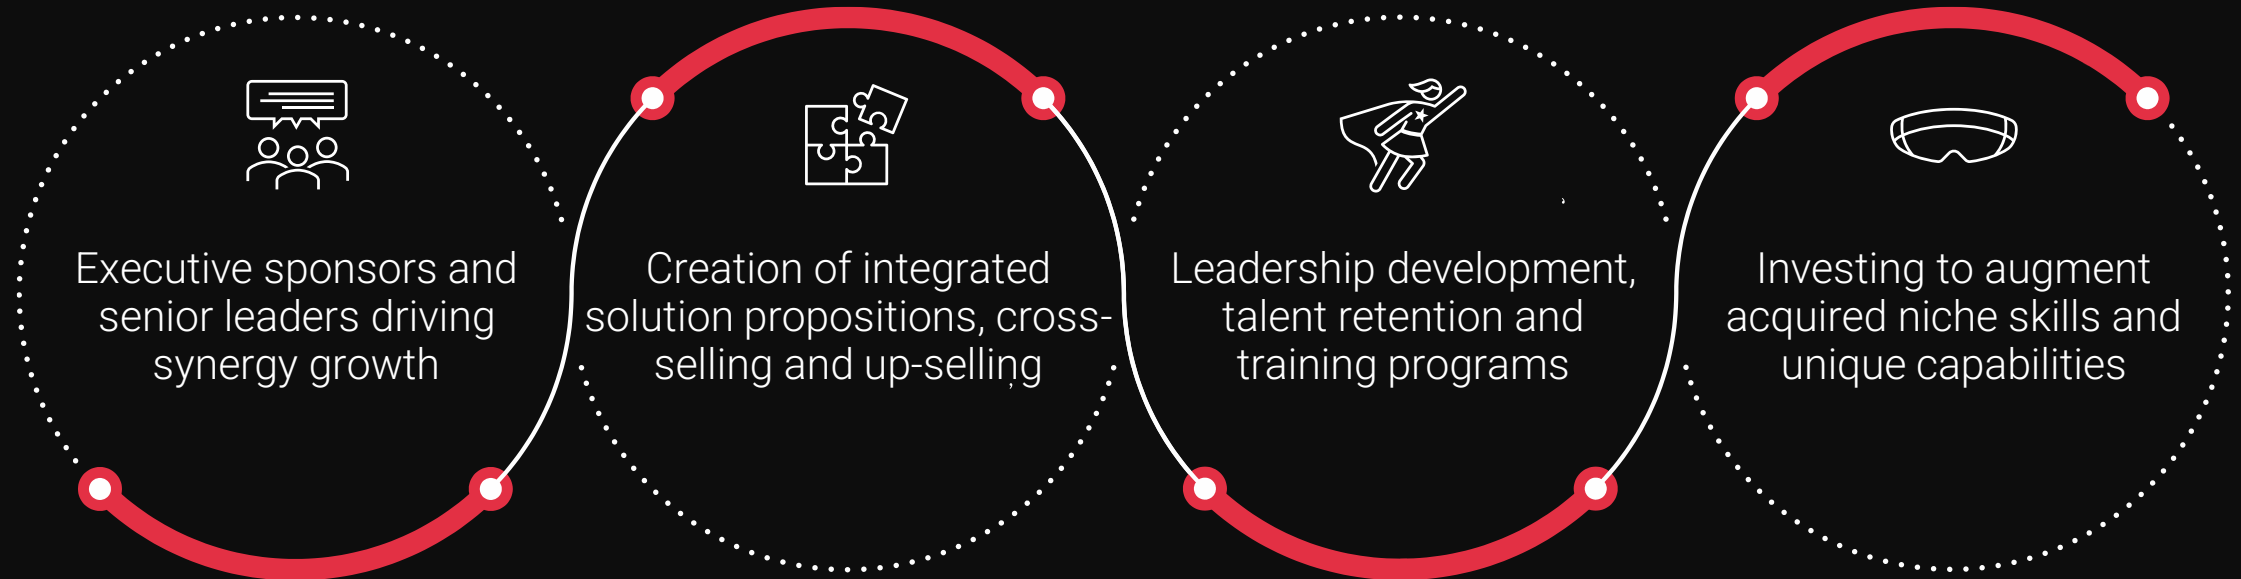 Executive sponsors and
senior leaders driving
synergy growth
Creation of integrated
solution propositions, cross-
selling and up-selling
Leadership development,
talent retention and
training programs
Investing to augment
acquired niche skills and
unique capabilities